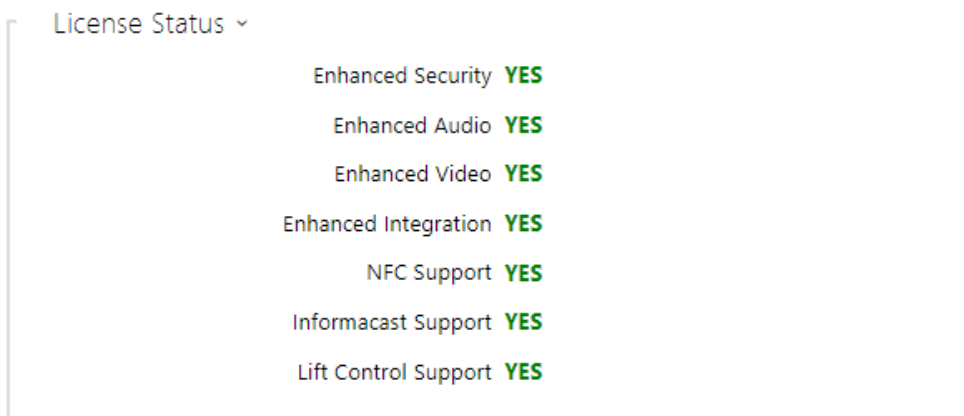 License Status
Enhanced Security YES
Enhanced Audio YES
Enhanced Video YES
Enhanced Integration YES
NFC Support YES
Informacast Support YES
Lift Control Support YES